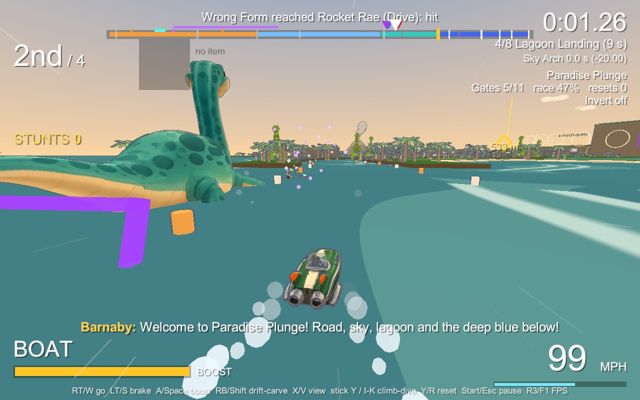 Wrong Form reached Rocket Rae (Drive): hit
0:01.26
2nd / 4
no item
4/8 Lagoon Landing (9 s)
Sky Arch 0.0 s (-20.00)
Paradise Plunge
Gates 5/11 race 47% resets 0
Invert off
STUNTS 0
Barnaby: Welcome to Paradise Plunge! Road, sky, lagoon and the deep blue below!
BOAT
BOOST
99 MPH
RT/W go LT/S brake A/Space boost RB/Shift drift-carve X/V view stick Y / I-K climb-dive Y/R reset Start/Esc pause R3/F1 FPS